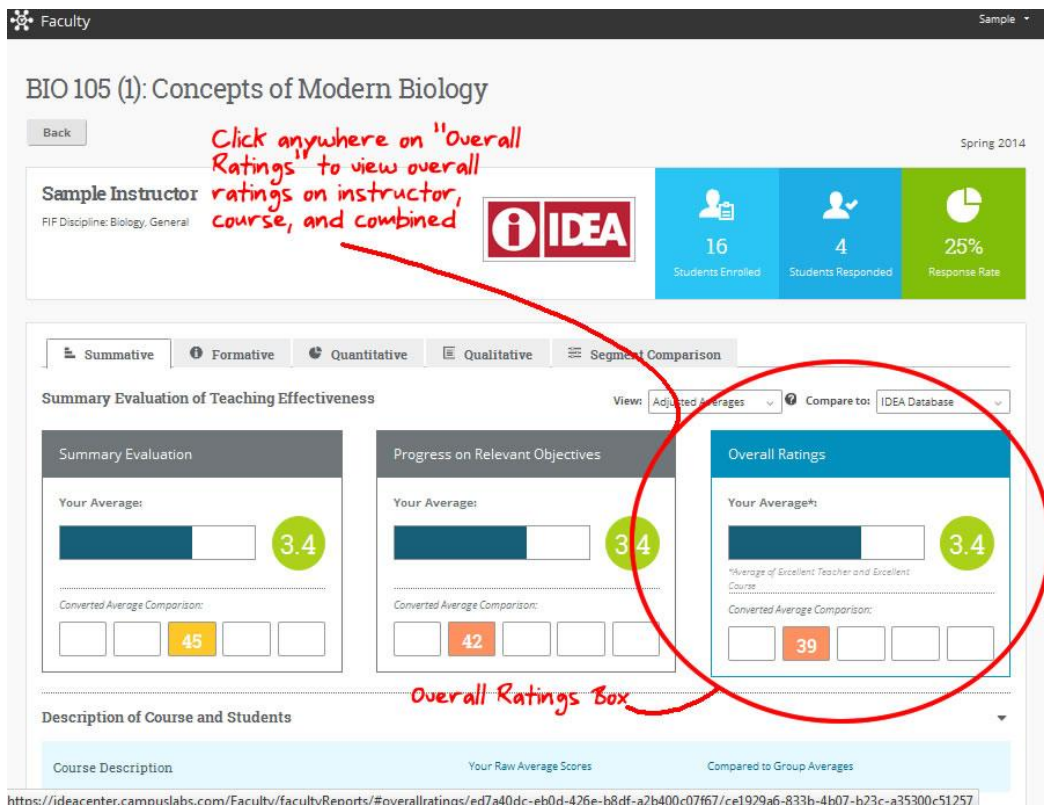 Faculty
Sample
BIO 105 (1): Concepts of Modern Biology
Back
Click anywhere on "Overall
Ratings" to view overall
ratings on instructor,
course, and combined
Spring 2014
Sample Instructor
FIF Discipline: Biology, General
i IDEA
16
Students Enrolled
4
Students Responded
25%
Response Rate
Summative
Formative
Quantitative
Qualitative
Segment Comparison
Summary Evaluation of Teaching Effectiveness
View: Adjusted Averages
Compare to: IDEA Database
Summary Evaluation
Your Average:
3.4
Converted Average Comparison:
45
Progress on Relevant Objectives
Your Average:
3.4
Converted Average Comparison:
42
Overall Ratings
Your Average*:
3.4
*Average of Excellent Teacher and Excellent
Course
Converted Average Comparison:
39
Overall Ratings Box
Description of Course and Students
Course Description
Your Raw Average Scores
Compared to Group Averages
https://ideacenter.campuslabs.com/Faculty/facultyReports/#overallratings/ed7a40dc-eb0d-426e-b8df-a2b400c07f67/ce1929a6-833b-4b07-b23c-a35300c51257